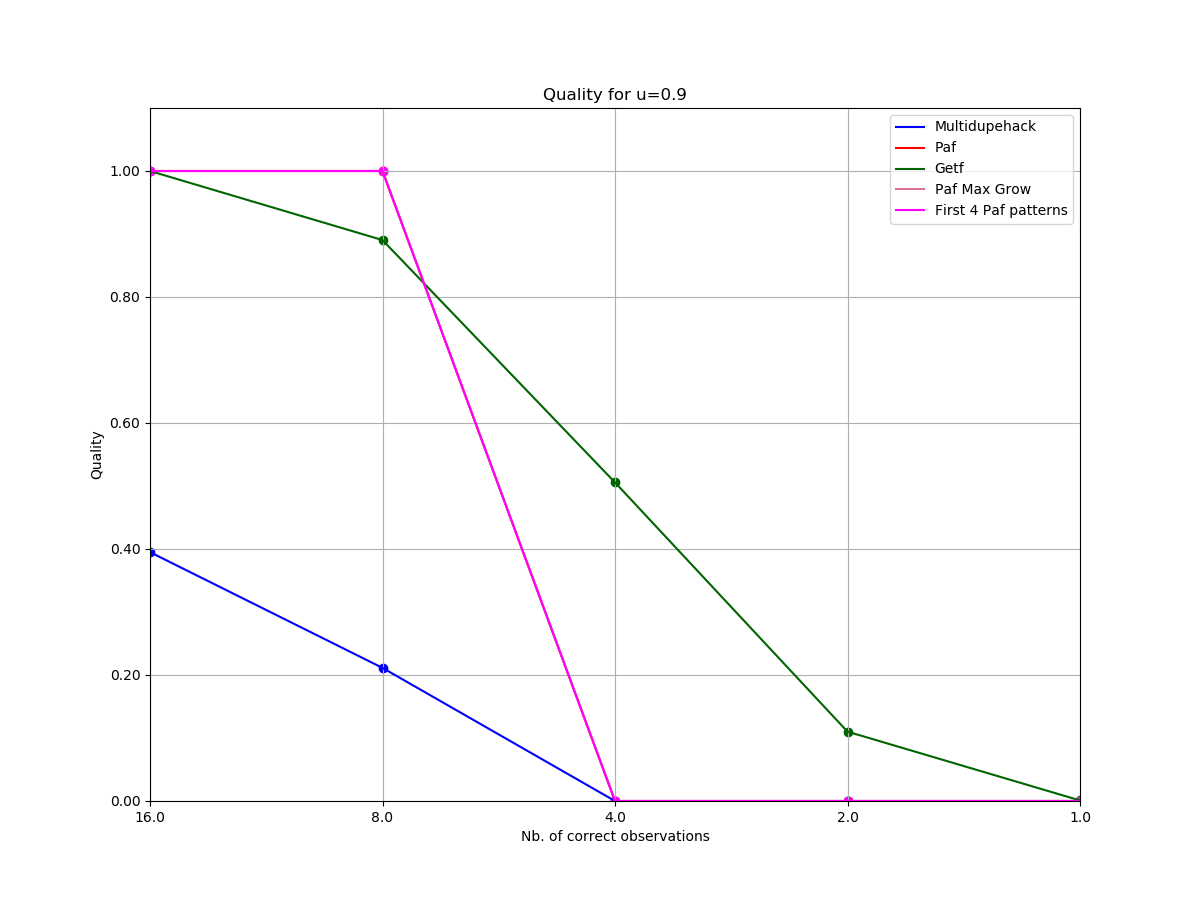 Quality for u=0.9
Multidupehack
Paf
Getf
Paf Max Grow
First 4 Paf patterns
1.00
0.80
0.60
0.40
0.20
0.00
Quality
16.0 8.0 4.0 2.0 1.0
Nb. of correct observations